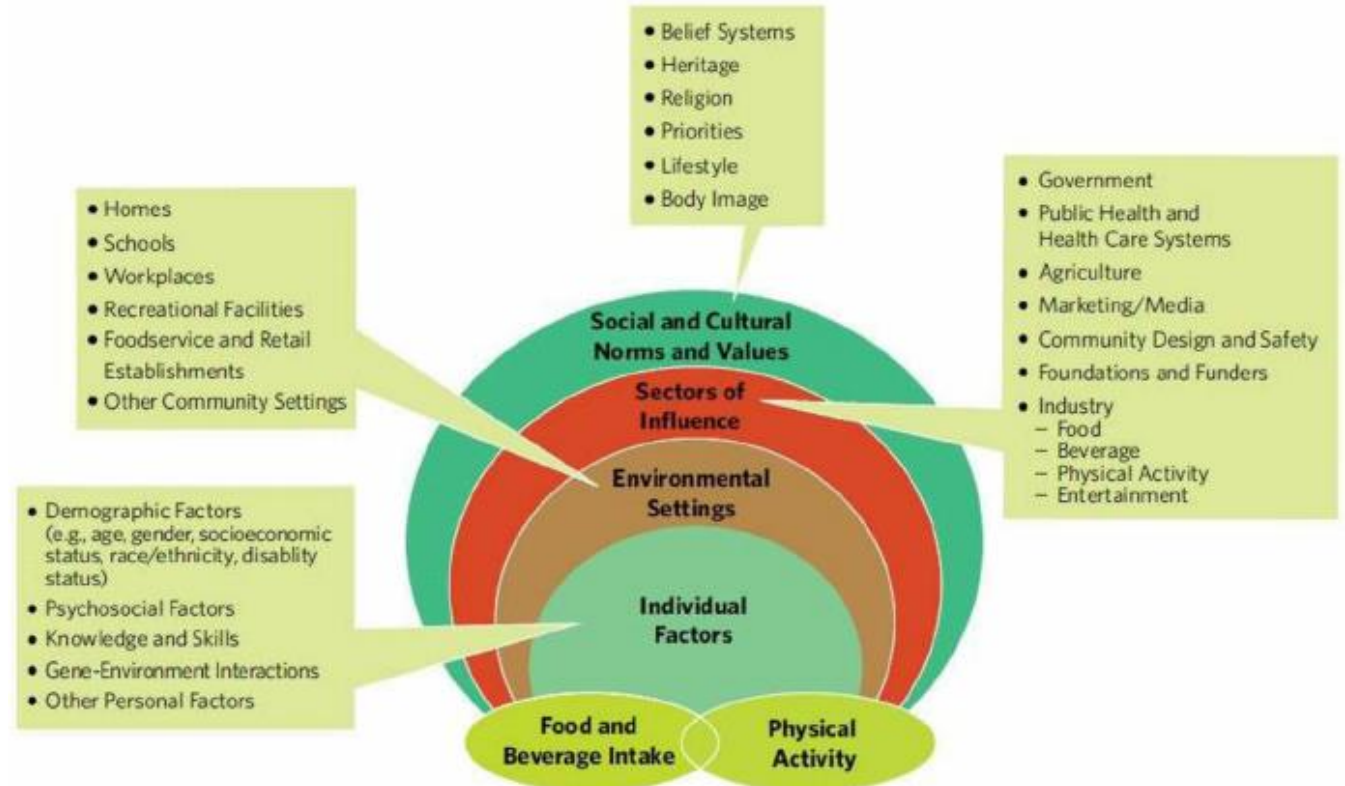 • Belief Systems
• Heritage
• Religion
• Priorities
• Lifestyle
• Body Image
• Homes
• Schools
• Workplaces
• Recreational Facilities
• Foodservice and Retail
Establishments
• Other Community Settings
• Government
• Public Health and
Health Care Systems
• Agriculture
• Marketing/Media
• Community Design and Safety
• Foundations and Funders
• Industry
– Food
– Beverage
– Physical Activity
– Entertainment
• Demographic Factors
(e.g., age, gender, socioeconomic
status, race/ethnicity, disablity
status)
• Psychosocial Factors
• Knowledge and Skills
• Gene-Environment Interactions
• Other Personal Factors
Social and Cultural
Norms and Values
Sectors of
Influence
Environmental
Settings
Individual
Factors
Food and
Beverage Intake
Physical
Activity